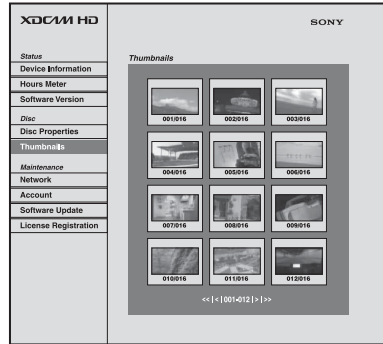 XDCAM HD
SONY
Status
Device Information
Hours Meter
Software Version
Disc
Disc Properties
Thumbnails
Maintenance
Network
Account
Software Update
License Registration
Thumbnails
001/016
002/016
003/016
004/016
005/016
006/016
007/016
008/016
009/016
010/016
011/016
012/016
<< | < | 001-012 | > | >>